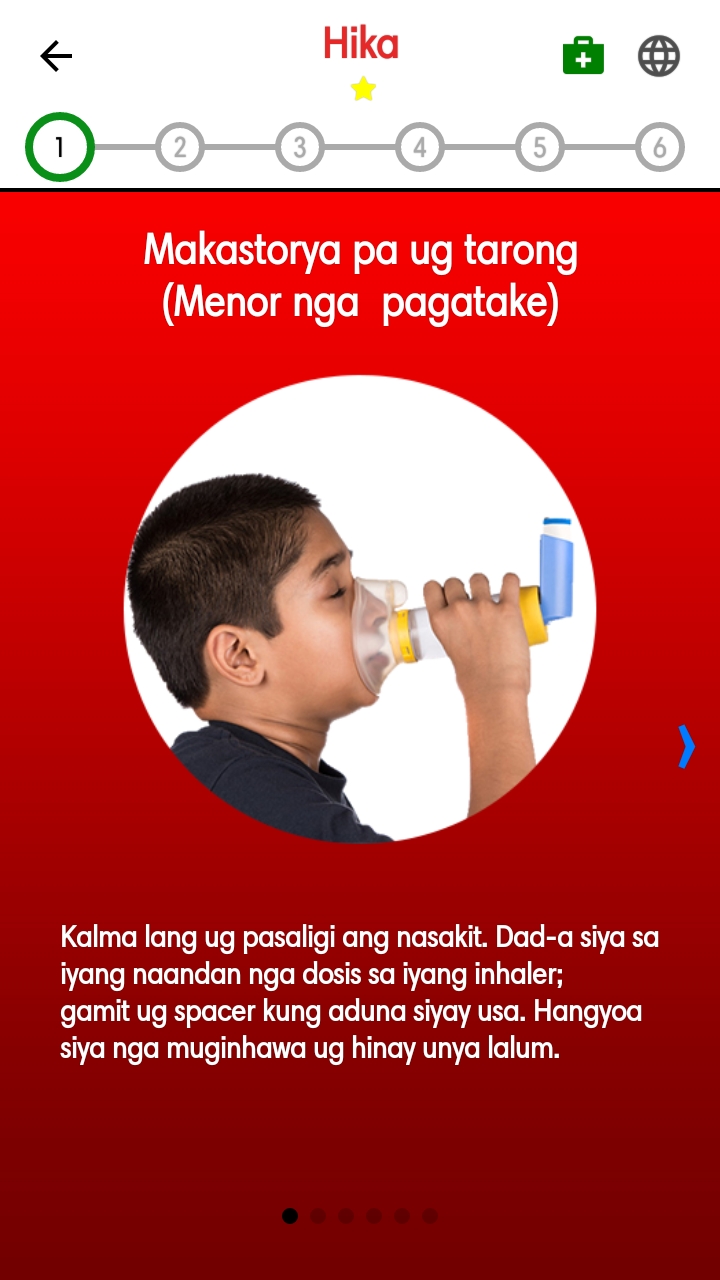 Hika
1 2 3 4 5 6
Makastorya pa ug tarong
(Menor nga  pagatake)
Kalma lang ug pasaligi ang nasakit. Dad-a siya sa
iyang naandan nga dosis sa iyang inhaler;
gamit ug spacer kung aduna siyay usa. Hangyoa
siya nga muginhawa ug hinay unya lalum.